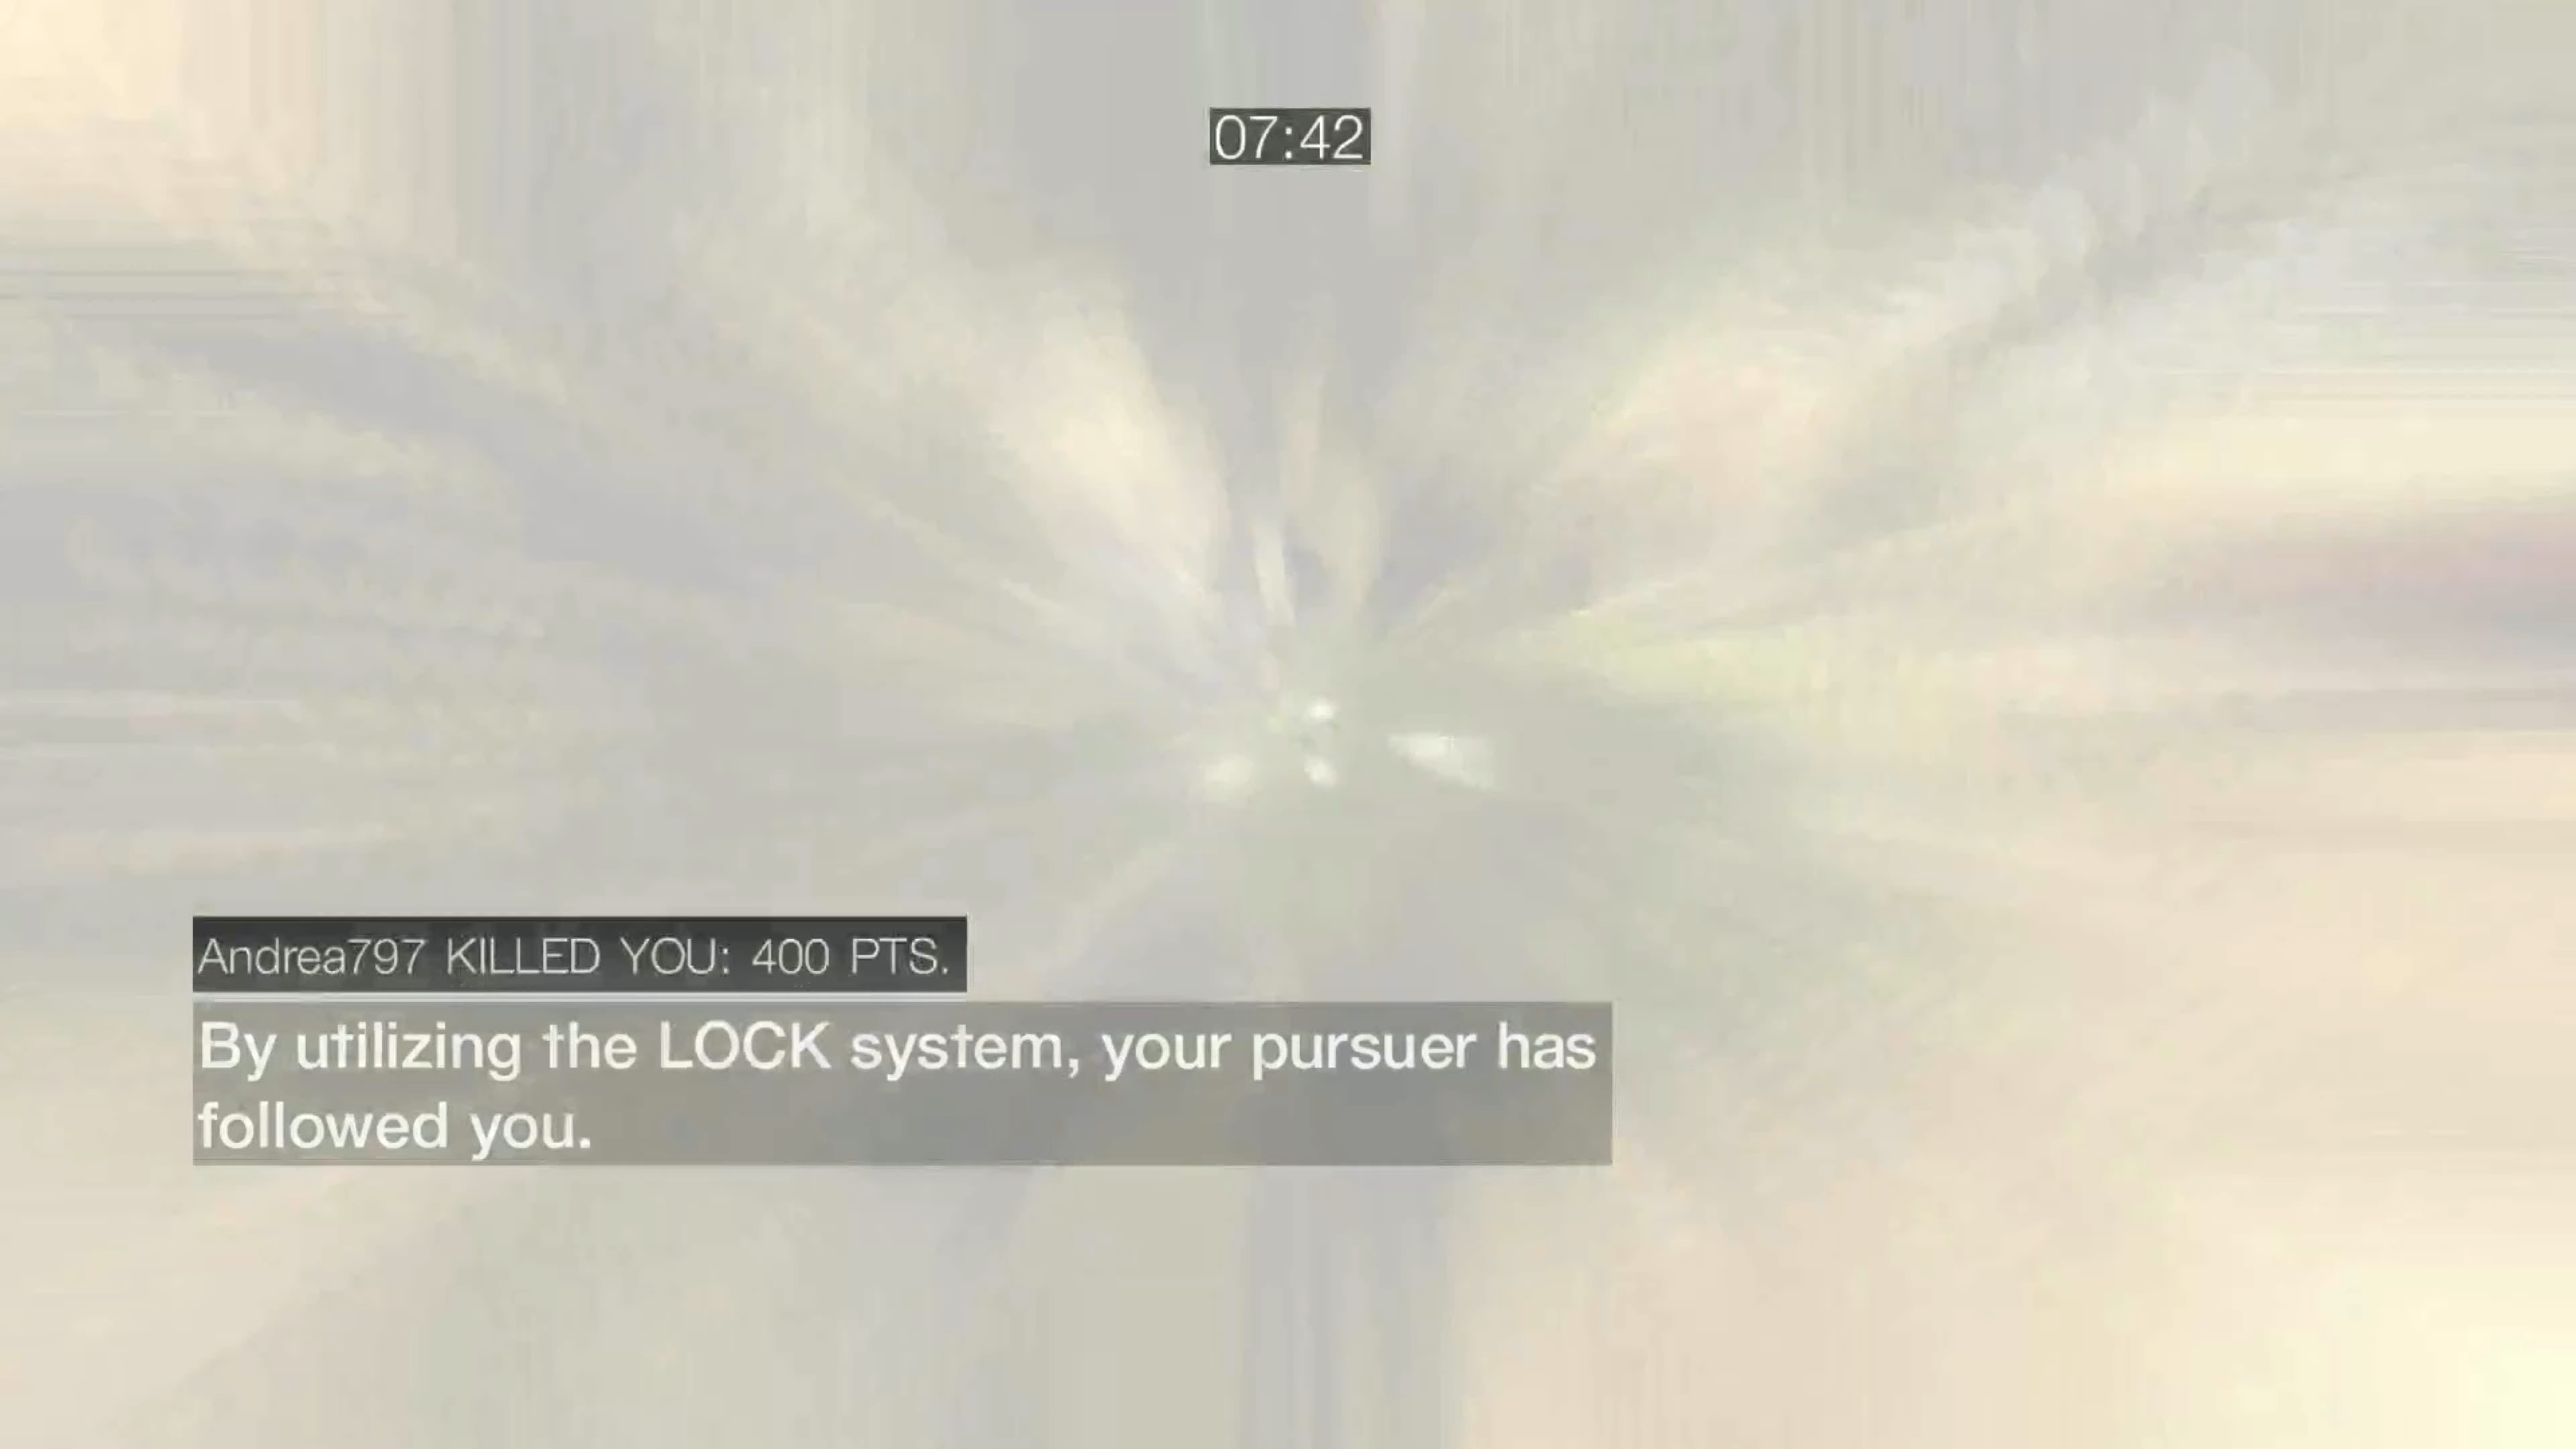 07:42
Andrea797 KILLED YOU: 400 PTS.
By utilizing the LOCK system, your pursuer has
followed you.